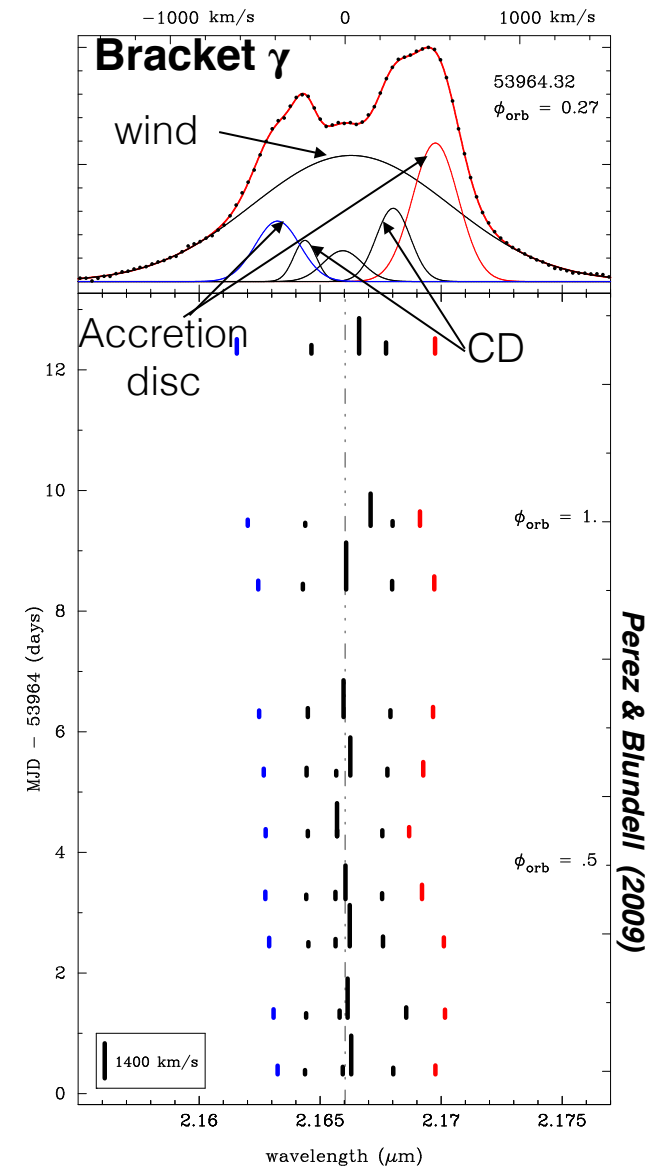 −1000 km/s 0 1000 km/s
Bracket γ
53964.32
ϕorb = 0.27
wind
Accretion
disc
CD
12
10
ϕorb = 1.
8
6
4
ϕorb = .5
2
0
1400 km/s
MJD − 53964 (days)
Perez & Blundell (2009)
2.16 2.165 2.17 2.175
wavelength (μm)